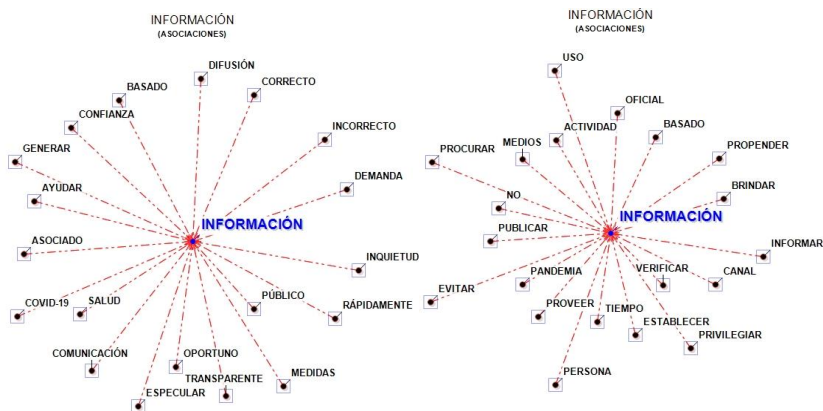 INFORMACIÓN
(ASOCIACIONES)
DIFUSIÓN
BASADO
CORRECTO
CONFIANZA
INCORRECTO
GENERAR
DEMANDA
AYUDAR
INFORMACIÓN
ASOCIADO
INQUIETUD
COVID-19
SALUD
PÚBLICO
RÁPIDAMENTE
COMUNICACIÓN
OPORTUNO
TRANSPARENTE
MEDIDAS
ESPECULAR
INFORMACIÓN
(ASOCIACIONES)
USO
OFICIAL
ACTIVIDAD
BASADO
MEDIOS
PROCURAR
PROPENDER
NO
BRINDAR
INFORMACIÓN
PUBLICAR
INFORMAR
PANDEMIA
VERIFICAR
CANAL
EVITAR
PROVEER
TIEMPO
ESTABLECER
PRIVILEGIAR
PERSONA